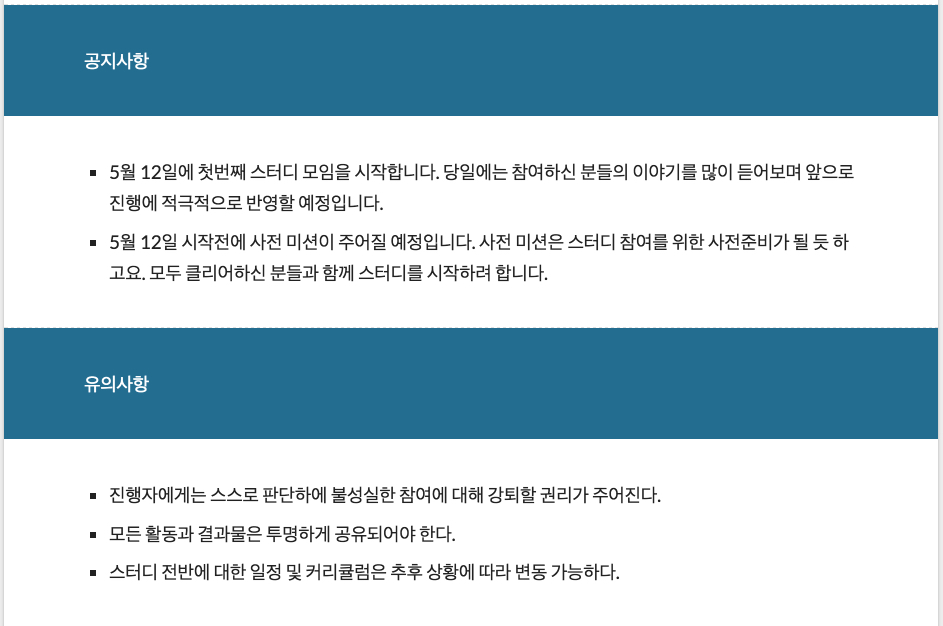 공지사항
5월 12일에 첫번째 스터디 모임을 시작합니다. 당일에는 참여하신 분들의 이야기를 많이 듣어보며 앞으로
진행에 적극적으로 반영할 예정입니다.
5월 12일 시작전에 사전 미션이 주어질 예정입니다. 사전 미션은 스터디 참여를 위한 사전준비가 될 듯 하
고요. 모두 클리어하신 분들과 함께 스터디를 시작하려 합니다.
유의사항
진행자에게는 스스로 판단하에 불성실한 참여에 대해 강퇴할 권리가 주어진다.
모든 활동과 결과물은 투명하게 공유되어야 한다.
스터디 전반에 대한 일정 및 커리큘럼은 추후 상황에 따라 변동 가능하다.